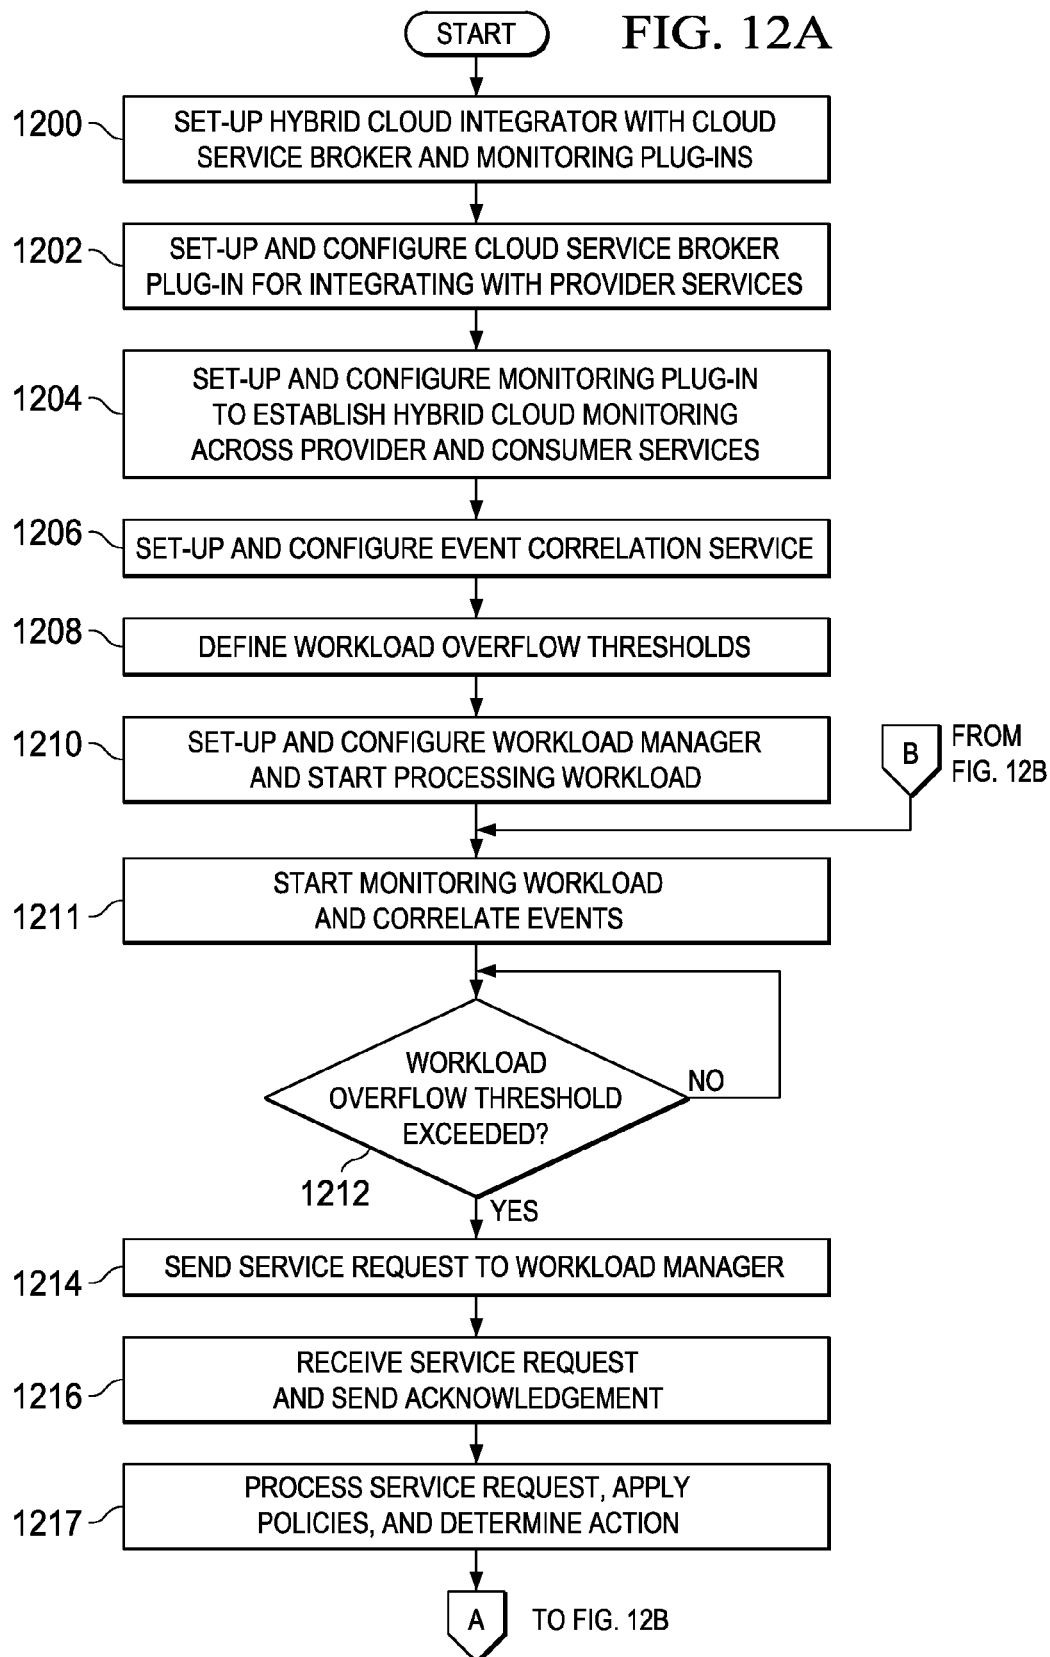 START
FIG. 12A
1200
SET-UP HYBRID CLOUD INTEGRATOR WITH CLOUD
SERVICE BROKER AND MONITORING PLUG-INS
1202
SET-UP AND CONFIGURE CLOUD SERVICE BROKER
PLUG-IN FOR INTEGRATING WITH PROVIDER SERVICES
1204
SET-UP AND CONFIGURE MONITORING PLUG-IN
TO ESTABLISH HYBRID CLOUD MONITORING
ACROSS PROVIDER AND CONSUMER SERVICES
1206
SET-UP AND CONFIGURE EVENT CORRELATION SERVICE
1208
DEFINE WORKLOAD OVERFLOW THRESHOLDS
1210
SET-UP AND CONFIGURE WORKLOAD MANAGER
AND START PROCESSING WORKLOAD
B
FROM
FIG. 12B
1211
START MONITORING WORKLOAD
AND CORRELATE EVENTS
WORKLOAD
OVERFLOW THRESHOLD
EXCEEDED?
NO
1212
YES
1214
SEND SERVICE REQUEST TO WORKLOAD MANAGER
1216
RECEIVE SERVICE REQUEST
AND SEND ACKNOWLEDGEMENT
1217
PROCESS SERVICE REQUEST, APPLY
POLICIES, AND DETERMINE ACTION
A
TO FIG. 12B